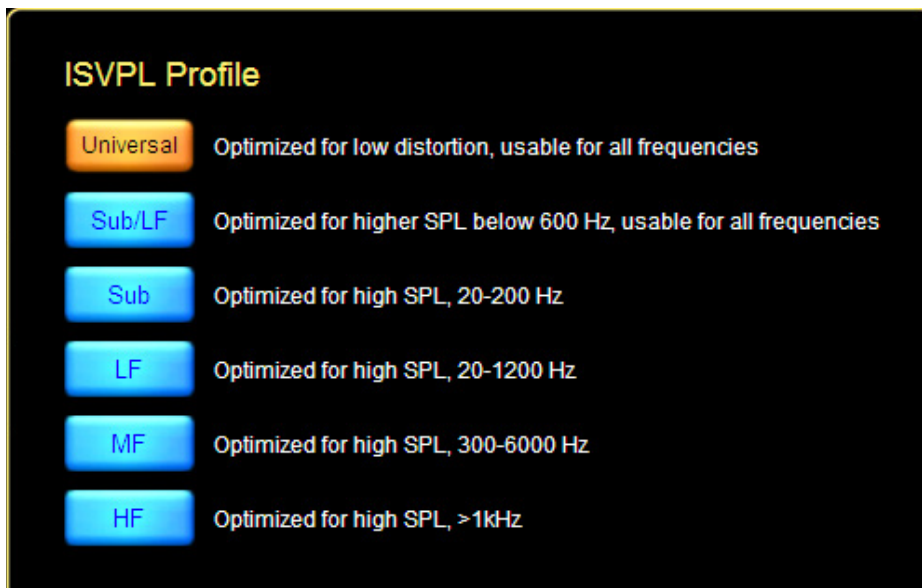 ISVPL Profile
Universal Optimized for low distortion, usable for all frequencies
Sub/LF Optimized for higher SPL below 600 Hz, usable for all frequencies
Sub Optimized for high SPL, 20-200 Hz
LF Optimized for high SPL, 20-1200 Hz
MF Optimized for high SPL, 300-6000 Hz
HF Optimized for high SPL, >1kHz